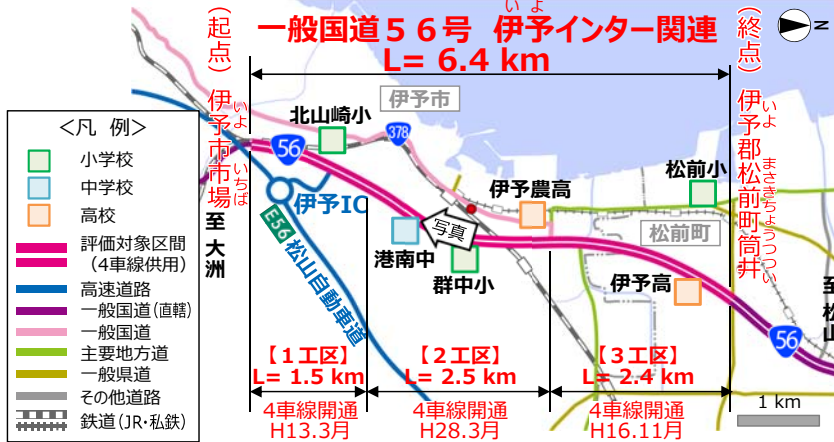 一般国道56号 伊予インター関連
いよ
L= 6.4 km
N
(起点)伊予市市場
いよ いちば
(終点)伊予郡松前町筒井
いよ まさきちょうつつい
<凡 例>
小学校
中学校
高校
評価対象区間
(4車線供用)
高速道路
一般国道(直轄)
一般国道
主要地方道
一般県道
その他道路
鉄道(JR・私鉄)
至 大洲
56
北山崎小
伊予市
378
伊予IC
E56
松山自動車道
港南中
写真
群中小
伊予農高
松前小
松前町
伊予高
56
至 松山
【1工区】
L= 1.5 km
【2工区】
L= 2.5 km
【3工区】
L= 2.4 km
4車線開通
H13.3月
4車線開通
H28.3月
4車線開通
H16.11月
1 km